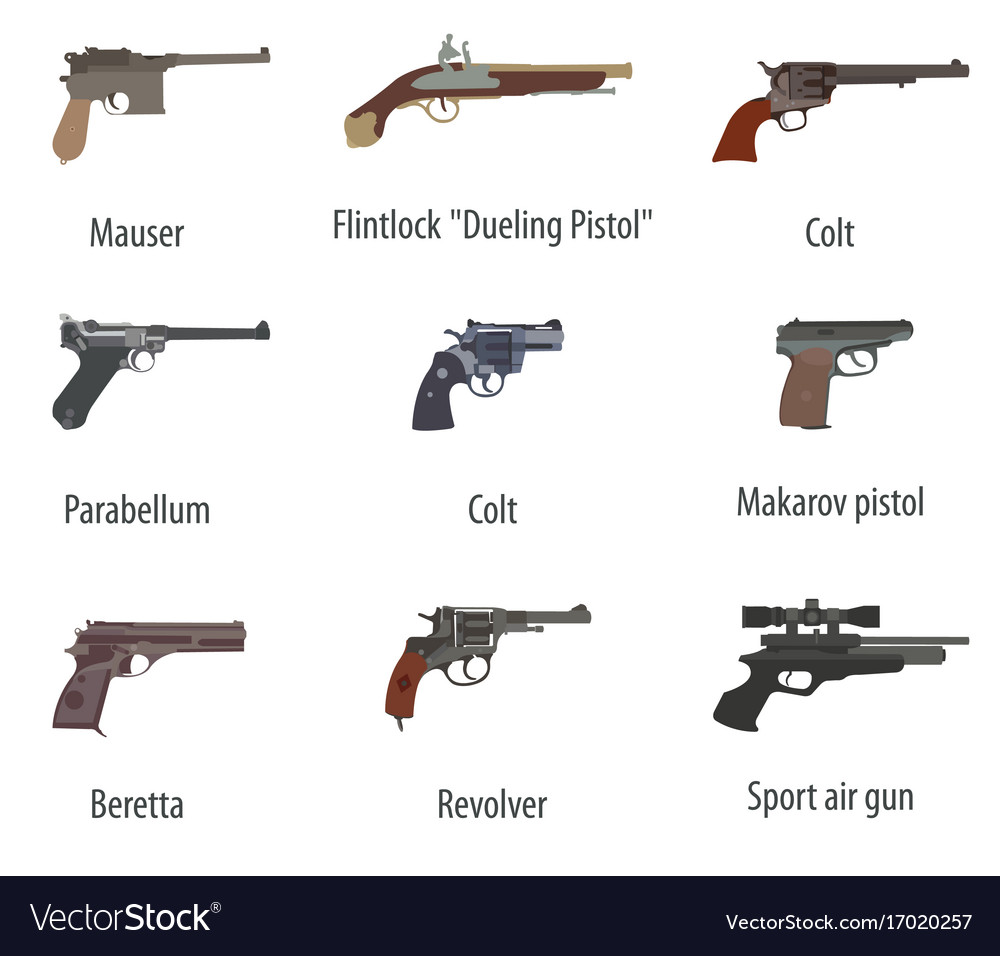 Mauser
Flintlock "Dueling Pistol"
Colt
Parabellum
Colt
Makarov pistol
Beretta
Revolver
Sport air gun
VectorStock®
VectorStock.com/17020257